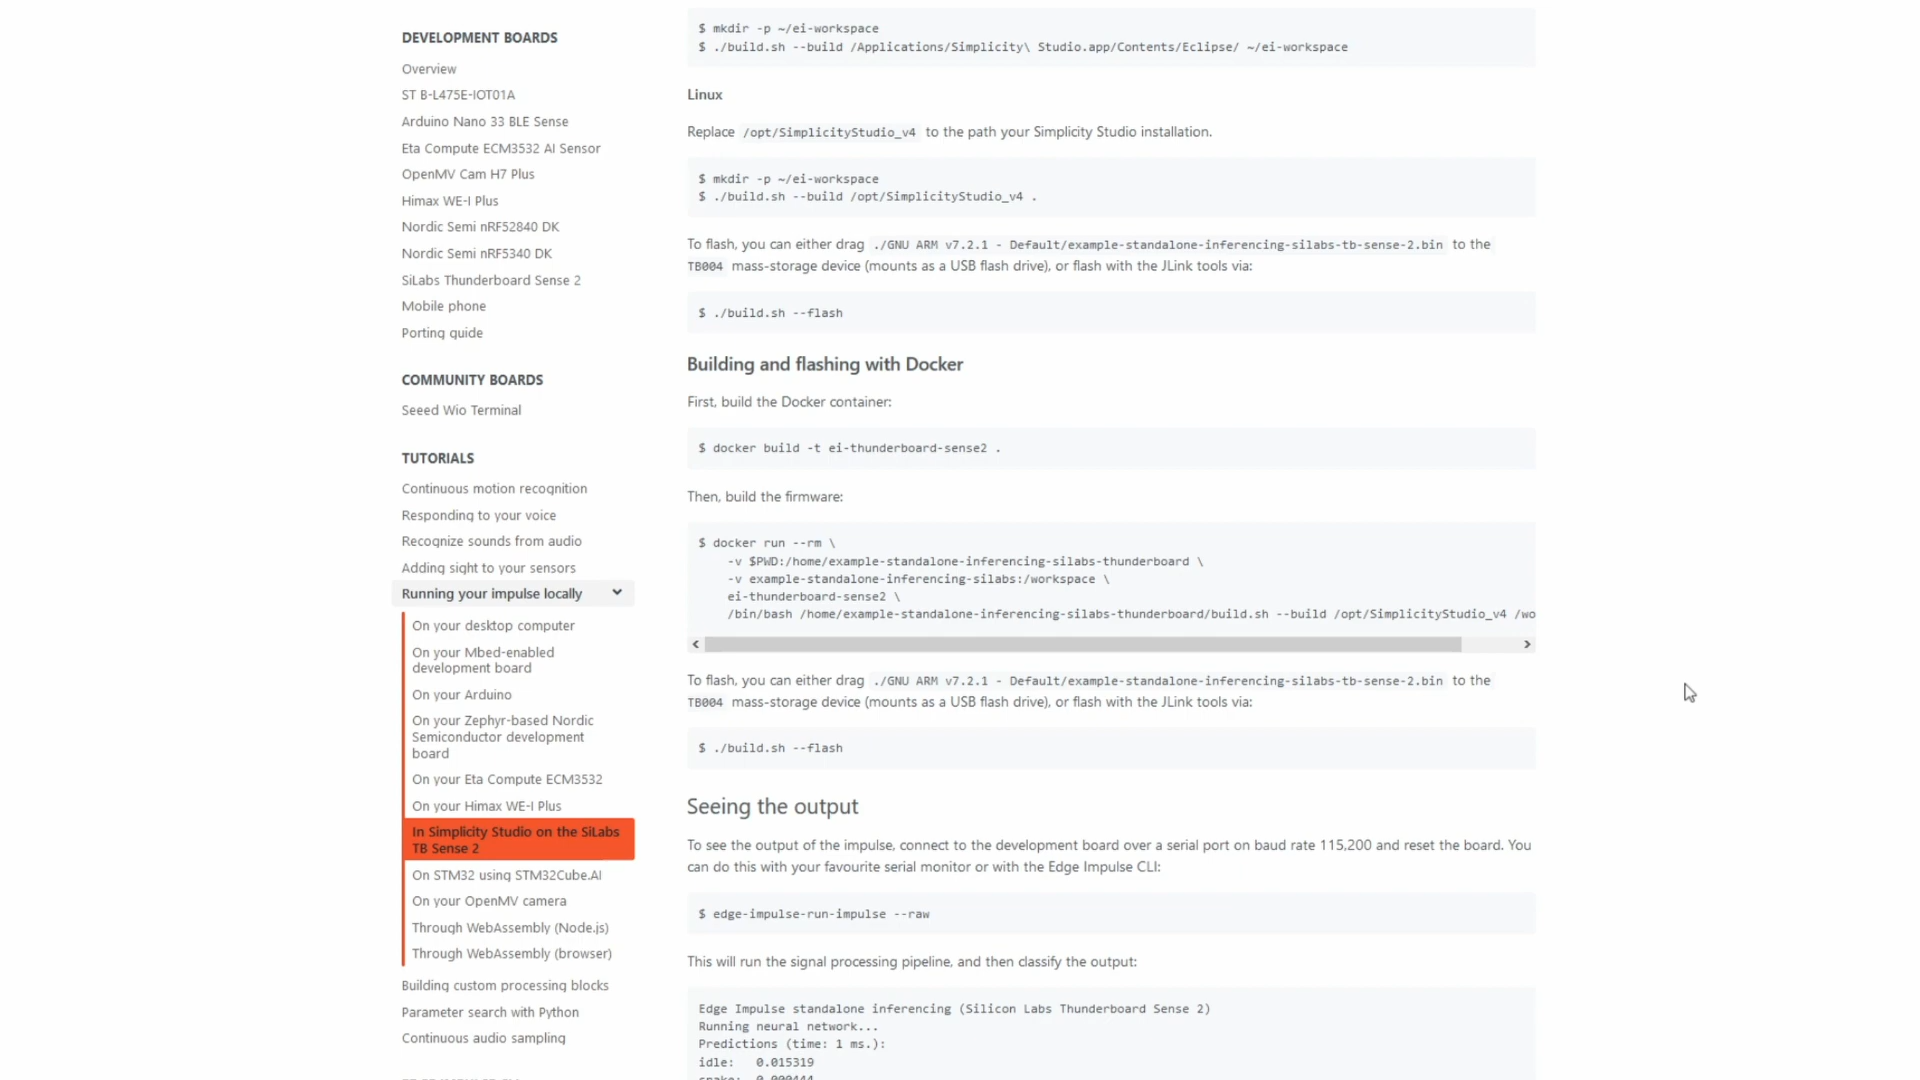 DEVELOPMENT BOARDS
Overview
ST B-L475E-IOT01A
Arduino Nano 33 BLE Sense
Eta Compute ECM3532 AI Sensor
OpenMV Cam H7 Plus
Himax WE-I Plus
Nordic Semi nRF52840 DK
Nordic Semi nRF5340 DK
SiLabs Thunderboard Sense 2
Mobile phone
Porting guide
COMMUNITY BOARDS
Seeed Wio Terminal
TUTORIALS
Continuous motion recognition
Responding to your voice
Recognize sounds from audio
Adding sight to your sensors
Running your impulse locally
On your desktop computer
On your Mbed-enabled
development board
On your Arduino
On your Zephyr-based Nordic
Semiconductor development
board
On your Eta Compute ECM3532
On your Himax WE-I Plus
In Simplicity Studio on the SiLabs
TB Sense 2
On STM32 using STM32Cube.AI
On your OpenMV camera
Through WebAssembly (Node.js)
Through WebAssembly (browser)
Building custom processing blocks
Parameter search with Python
Continuous audio sampling
$ mkdir -p ~/ei-workspace
$ ./build.sh --build /Applications/Simplicity\ Studio.app/Contents/Eclipse/ ~/ei-workspace
Linux
Replace /opt/SimplicityStudio_v4 to the path your Simplicity Studio installation.
$ mkdir -p ~/ei-workspace
$ ./build.sh --build /opt/SimplicityStudio_v4 .
To flash, you can either drag ./GNU ARM v7.2.1 - Default/example-standalone-inferencing-silabs-tb-sense-2.bin to the
TB004 mass-storage device (mounts as a USB flash drive), or flash with the JLink tools via:
$ ./build.sh --flash
Building and flashing with Docker
First, build the Docker container:
$ docker build -t ei-thunderboard-sense2 .
Then, build the firmware:
$ docker run --rm \
-v $PWD:/home/example-standalone-inferencing-silabs-thunderboard \
-v example-standalone-inferencing-silabs:/workspace \
ei-thunderboard-sense2 \
/bin/bash /home/example-standalone-inferencing-silabs-thunderboard/build.sh --build /opt/SimplicityStudio_v4 /wo
To flash, you can either drag ./GNU ARM v7.2.1 - Default/example-standalone-inferencing-silabs-tb-sense-2.bin to the
TB004 mass-storage device (mounts as a USB flash drive), or flash with the JLink tools via:
$ ./build.sh --flash
Seeing the output
To see the output of the impulse, connect to the development board over a serial port on baud rate 115,200 and reset the board. You
can do this with your favourite serial monitor or with the Edge Impulse CLI:
$ edge-impulse-run-impulse --raw
This will run the signal processing pipeline, and then classify the output:
Edge Impulse standalone inferencing (Silicon Labs Thunderboard Sense 2)
Running neural network...
Predictions (time: 1 ms.):
idle: 0.015319